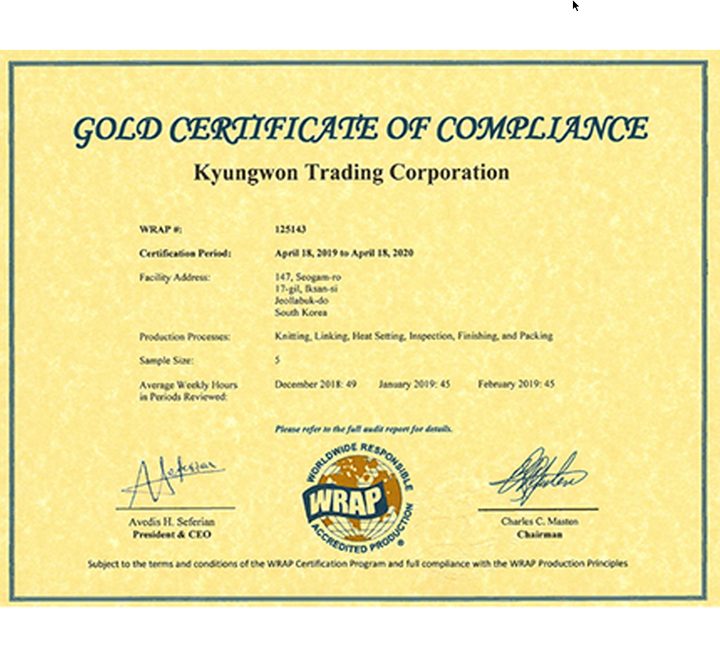 GOLD CERTIFICATE OF COMPLIANCE
Kyungwon Trading Corporation
WRAP #: 125143
Certification Period: April 18, 2019 to April 18, 2020
Facility Address: 147, Seogam-ro
17-gil, Iksan-si
Jeollabuk-do
South Korea
Production Processes: Knitting, Linking, Heat Setting, Inspection, Finishing, and Packing
Sample Size: 5
Average Weekly Hours December 2018: 49 January 2019: 45 February 2019: 45
in Periods Reviewed:
Please refer to the full audit report for details.
WORLDWIDE RESPONSIBLE
WRAP
ACCREDITED PRODUCTION
®
Avedis H. Seferian Charles C. Masten
President & CEO Chairman
Subject to the terms and conditions of the WRAP Certification Program and full compliance with the WRAP Production Principles